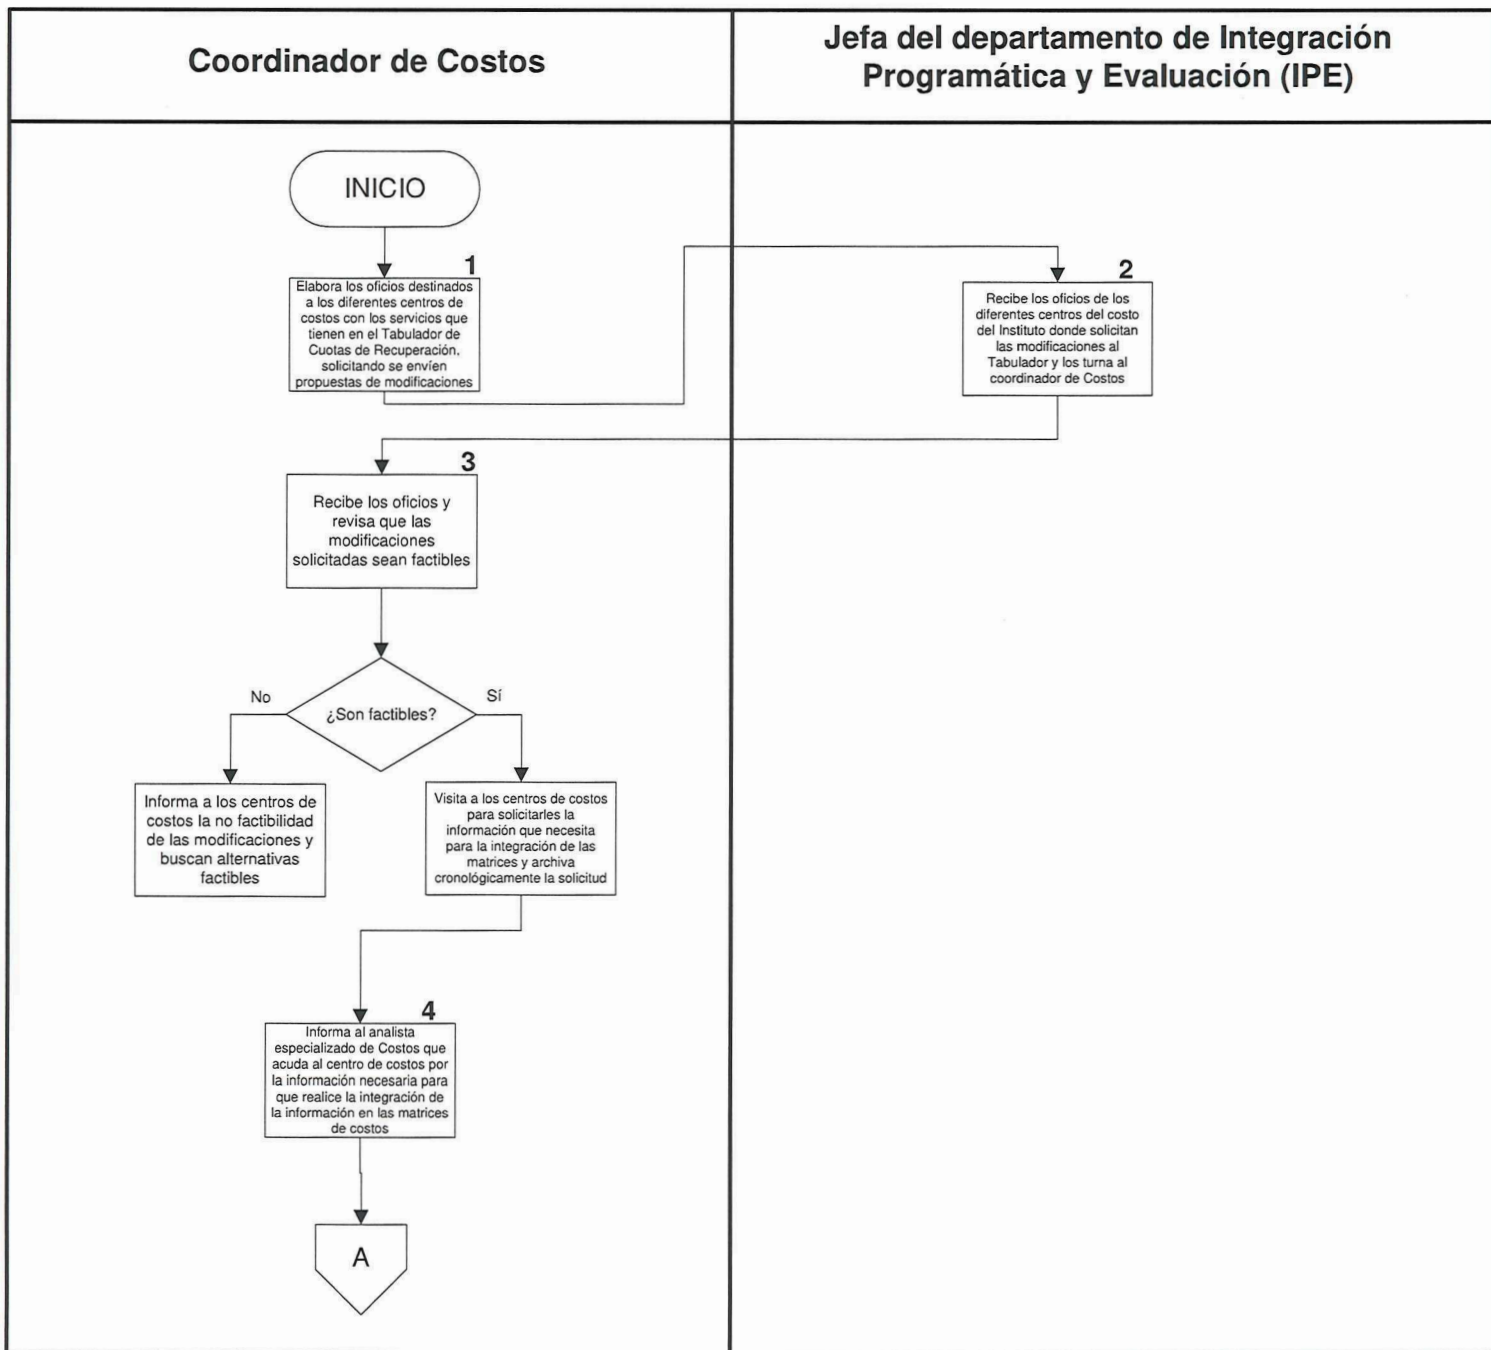 Coordinador de Costos
Jefa del departamento de Integración
Programática y Evaluación (IPE)
INICIO
1
Elabora los oficios destinados
a los diferentes centros de
costos con los servicios que
tienen en el Tabulador de
Cuotas de Recuperación,
solicitando se envíen
propuestas de modificaciones
2
Recibe los oficios de los
diferentes centros del costo
del Instituto donde solicitan
las modificaciones al
Tabulador y los turna al
coordinador de Costos
3
Recibe los oficios y
revisa que las
modificaciones
solicitadas sean factibles
¿Son factibles?
No
Sí
Informa a los centros de
costos la no factibilidad
de las modificaciones y
buscan alternativas
factibles
Visita a los centros de costos
para solicitarles la
información que necesita
para la integración de las
matrices y archiva
cronológicamente la solicitud
4
Informa al analista
especializado de Costos que
acuda al centro de costos por
la información necesaria para
que realice la integración de
la información en las matrices
de costos
A